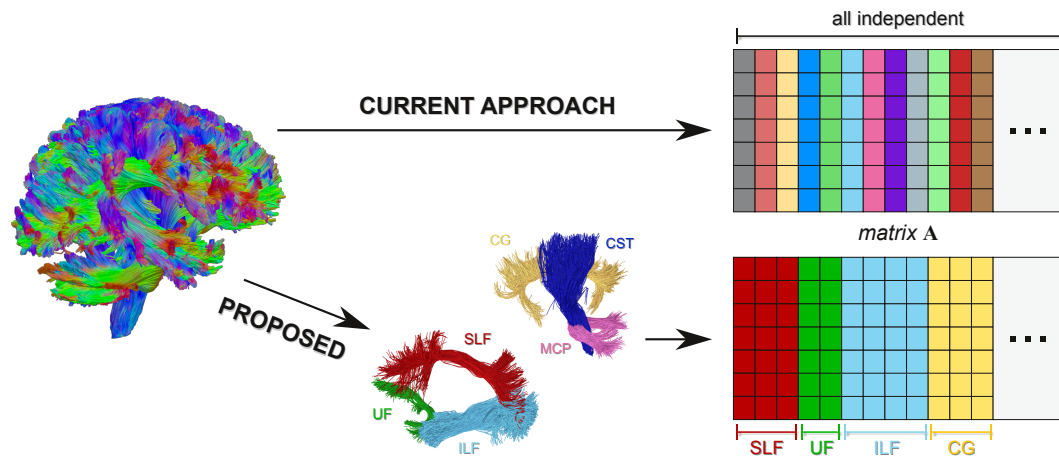 all independent
CURRENT APPROACH
...
matrix A
CG
CST
PROPOSED
MCP
SLF
UF
ILF
...
SLF UF ILF CG